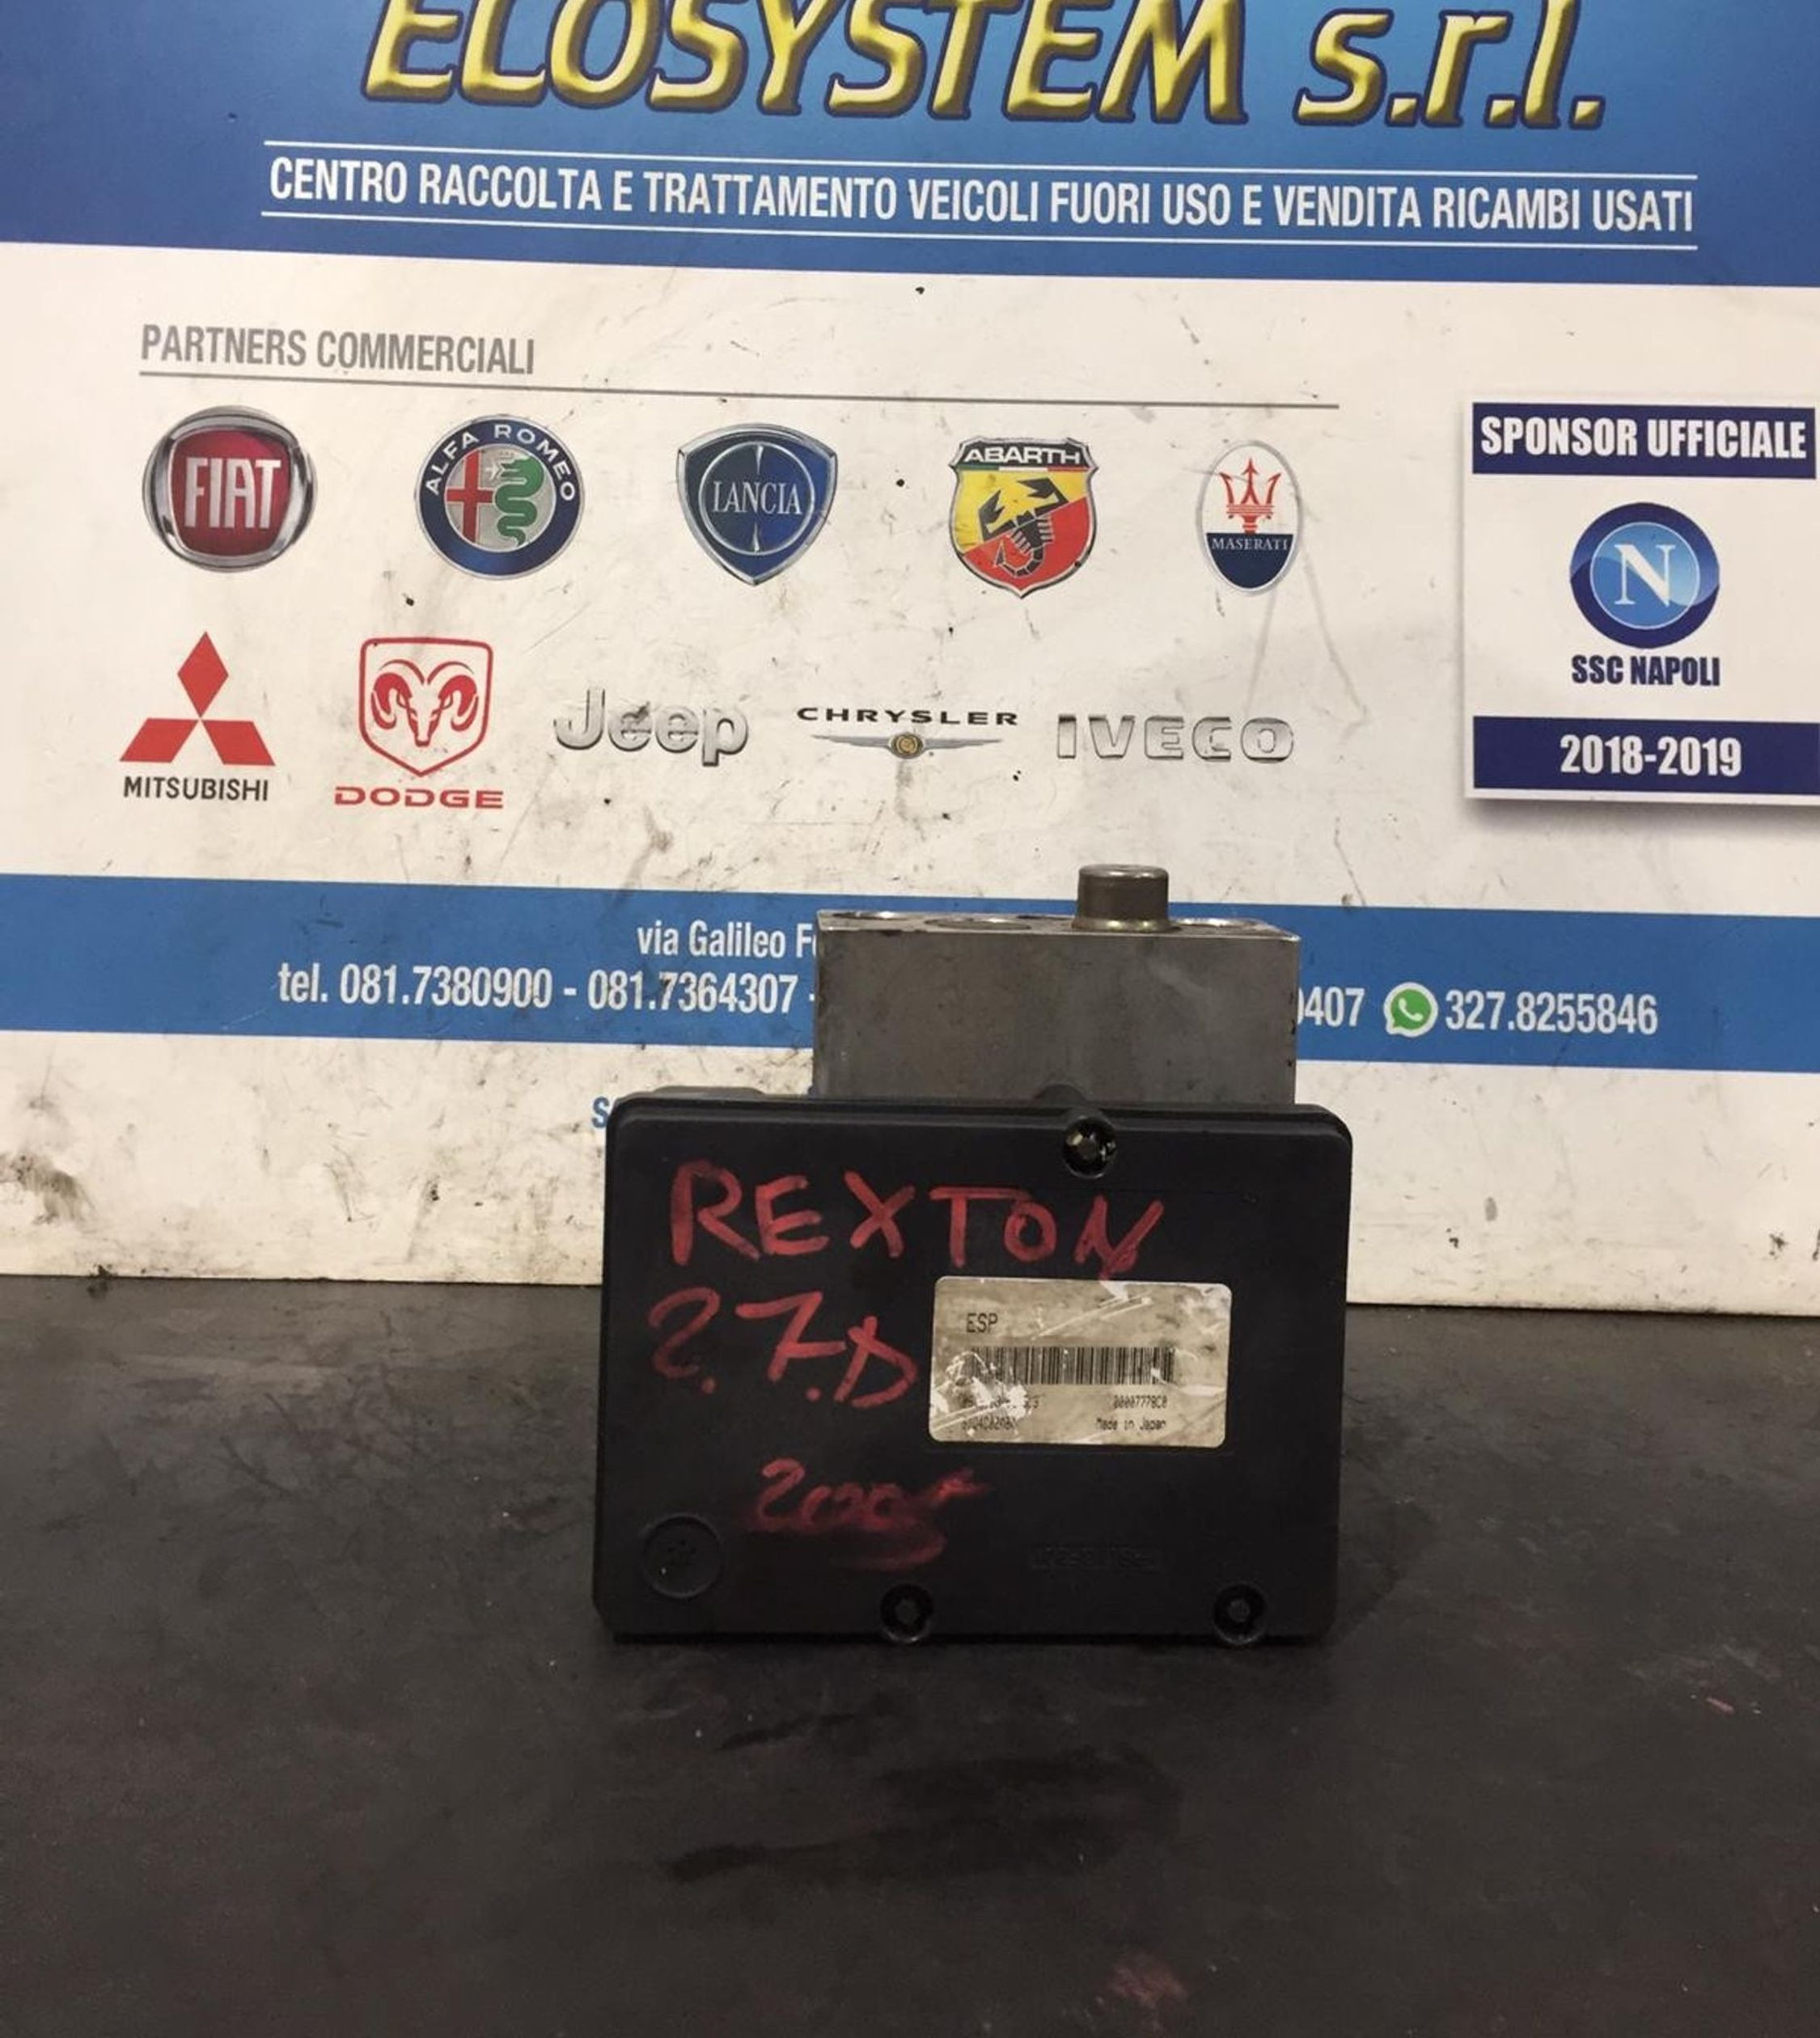 ECOSYSTEM s.r.l.
CENTRO RACCOLTA E TRATTAMENTO VEICOLI FUORI USO E VENDITA RICAMBI USATI
PARTNERS COMMERCIALI
FIAT
ALFA ROMEO
LANCIA
ABARTH
MASERATI
SPONSOR UFFICIALE
N
SSC NAPOLI
2018-2019
MITSUBISHI
DODGE
Jeep
CHRYSLER
IVECO
via Galileo
tel. 081.7380900 - 081.7364307 -
0407 327.8255846
REXTON
2.7.D
ESP
Made in Japan
2005